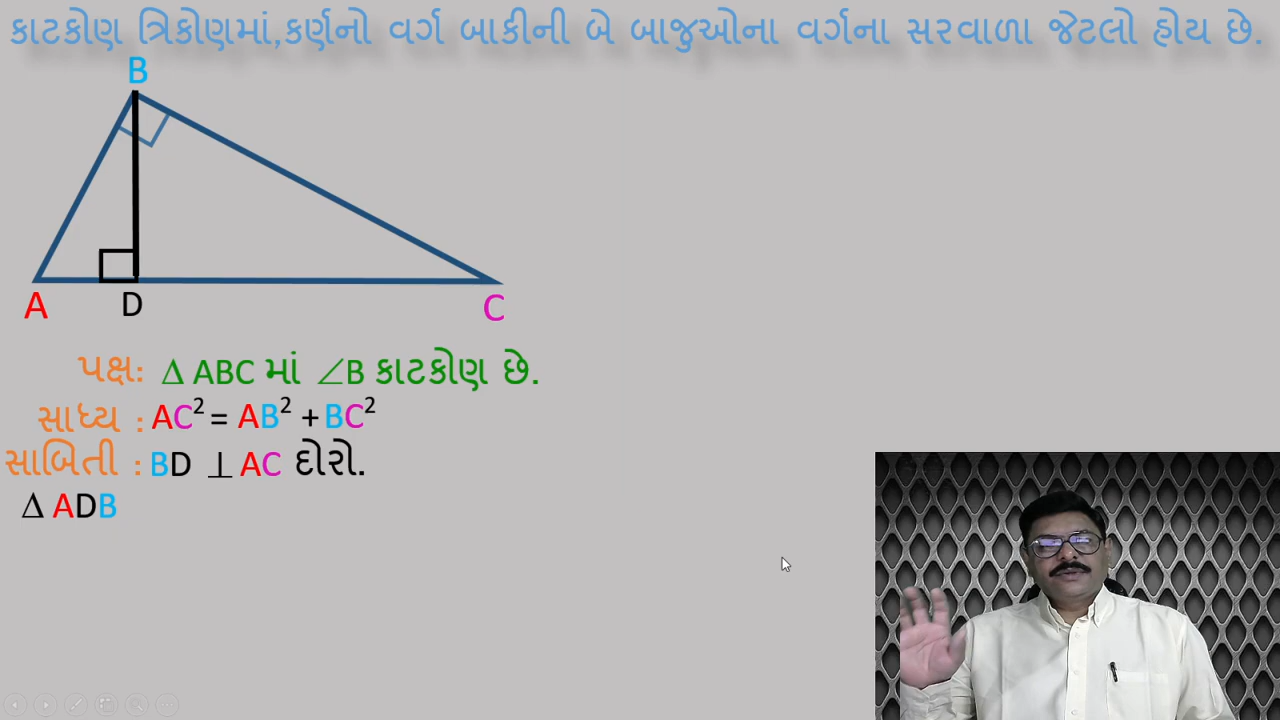 કાટકોણ ત્રિકોણમાં,કર્ણનો વર્ગ બાકીની બે બાજુઓના વર્ગના સરવાળા જેટલો હોય છે.
B
A
D
C
પક્ષ: Δ ABC માં ∠B કાટકોણ છે.
સાધ્ય : AC² = AB² + BC²
સાબિતી : BD ⊥ AC દોરો.
Δ ADB